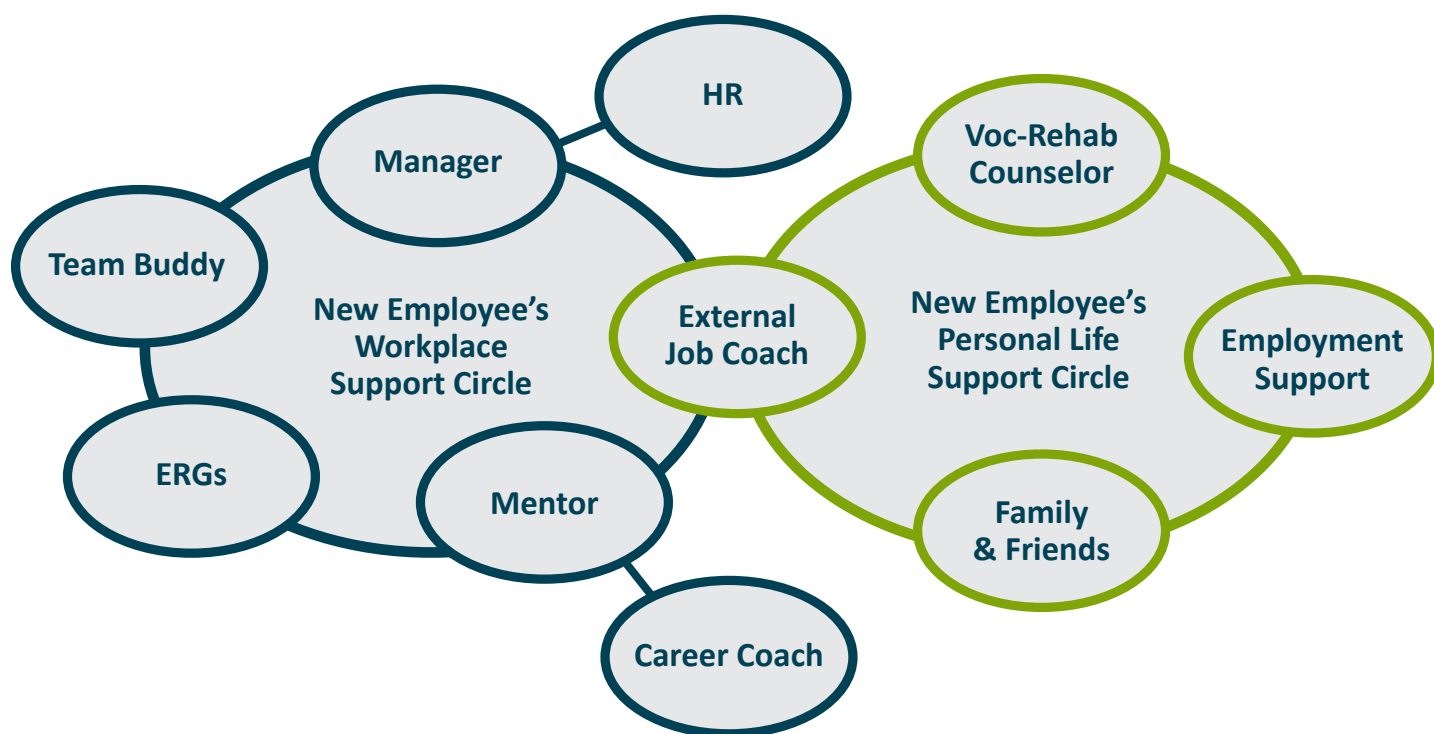 HR
Manager
Voc-Rehab
Counselor
Team Buddy
New Employee’s
Workplace
Support Circle
External
Job Coach
New Employee’s
Personal Life
Support Circle
Employment
Support
ERGs
Mentor
Family
& Friends
Career Coach